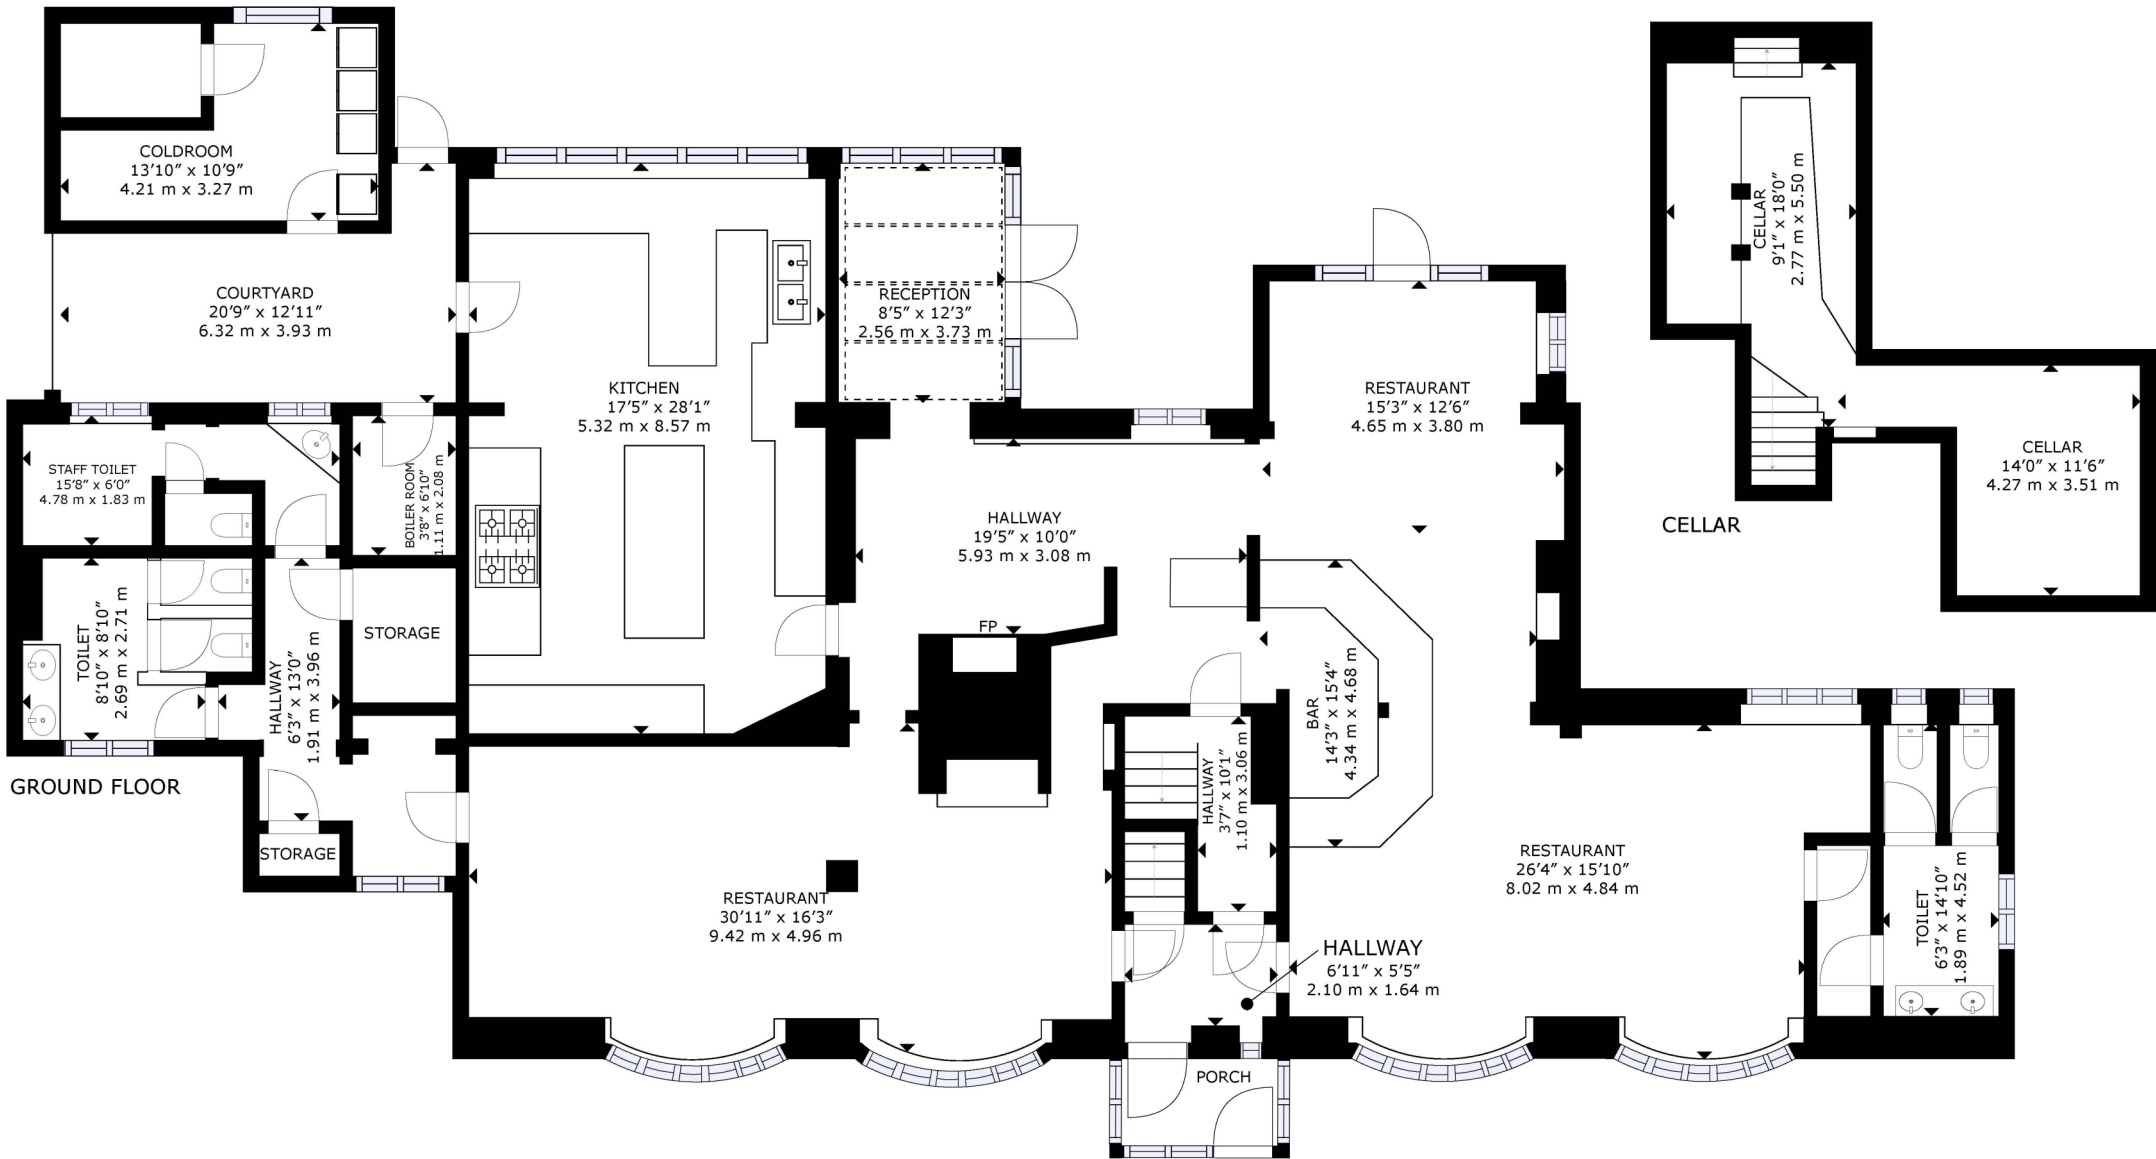 COLDROOM
13'10" x 10'9"
4.21 m x 3.27 m
COURTYARD
20'9" x 12'11"
6.32 m x 3.93 m
KITCHEN
17'5" x 28'1"
5.32 m x 8.57 m
RECEPTION
8'5" x 12'3"
2.56 m x 3.73 m
RESTAURANT
15'3" x 12'6"
4.65 m x 3.80 m
CELLAR
9'1" x 18'0"
2.77 m x 5.50 m
CELLAR
14'0" x 11'6"
4.27 m x 3.51 m
CELLAR
STAFF TOILET
15'8" x 6'0"
4.78 m x 1.83 m
BOILER ROOM
3'8" x 6'10"
1.11 m x 2.08 m
HALLWAY
19'5" x 10'0"
5.93 m x 3.08 m
TOILET
8'10" x 8'10"
2.69 m x 2.71 m
HALLWAY
6'3" x 13'0"
1.91 m x 3.96 m
STORAGE
FP
BAR
14'3" x 15'4"
4.34 m x 4.68 m
HALLWAY
3'7" x 10'1"
1.10 m x 3.06 m
GROUND FLOOR
STORAGE
RESTAURANT
30'11" x 16'3"
9.42 m x 4.96 m
RESTAURANT
26'4" x 15'10"
8.02 m x 4.84 m
TOILET
6'3" x 14'10"
1.89 m x 4.52 m
HALLWAY
6'11" x 5'5"
2.10 m x 1.64 m
PORCH